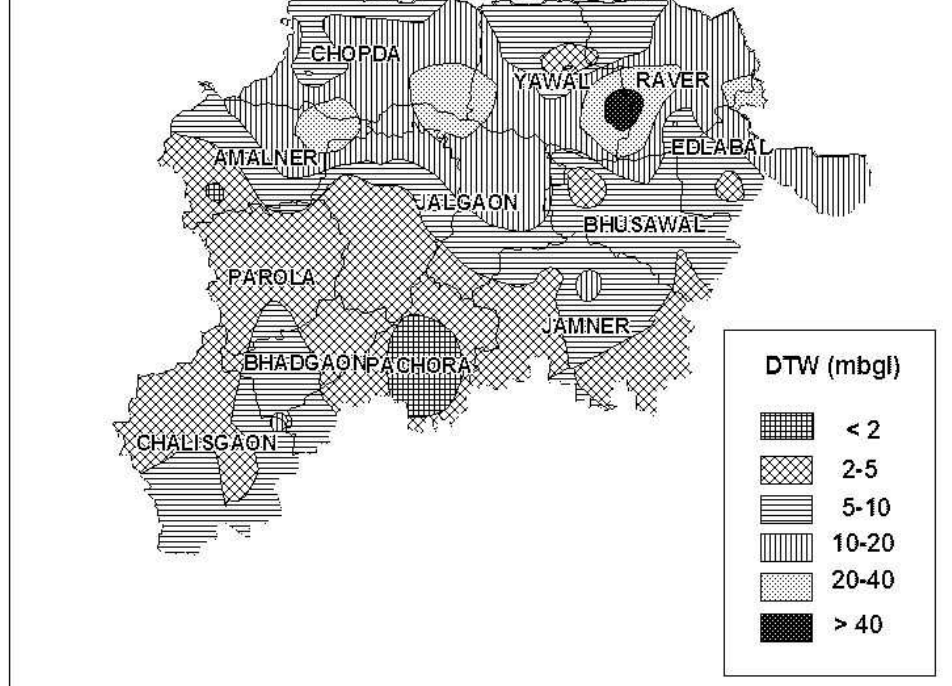 CHOPDA
YAWAL
RAVER
EDLABAD
AMALNER
JALGAON
BHUSAWAL
PAROLA
JAMNER
BHADGAON
PACHORA
CHALISGAON
DTW (mbgl)
< 2
2-5
5-10
10-20
20-40
> 40